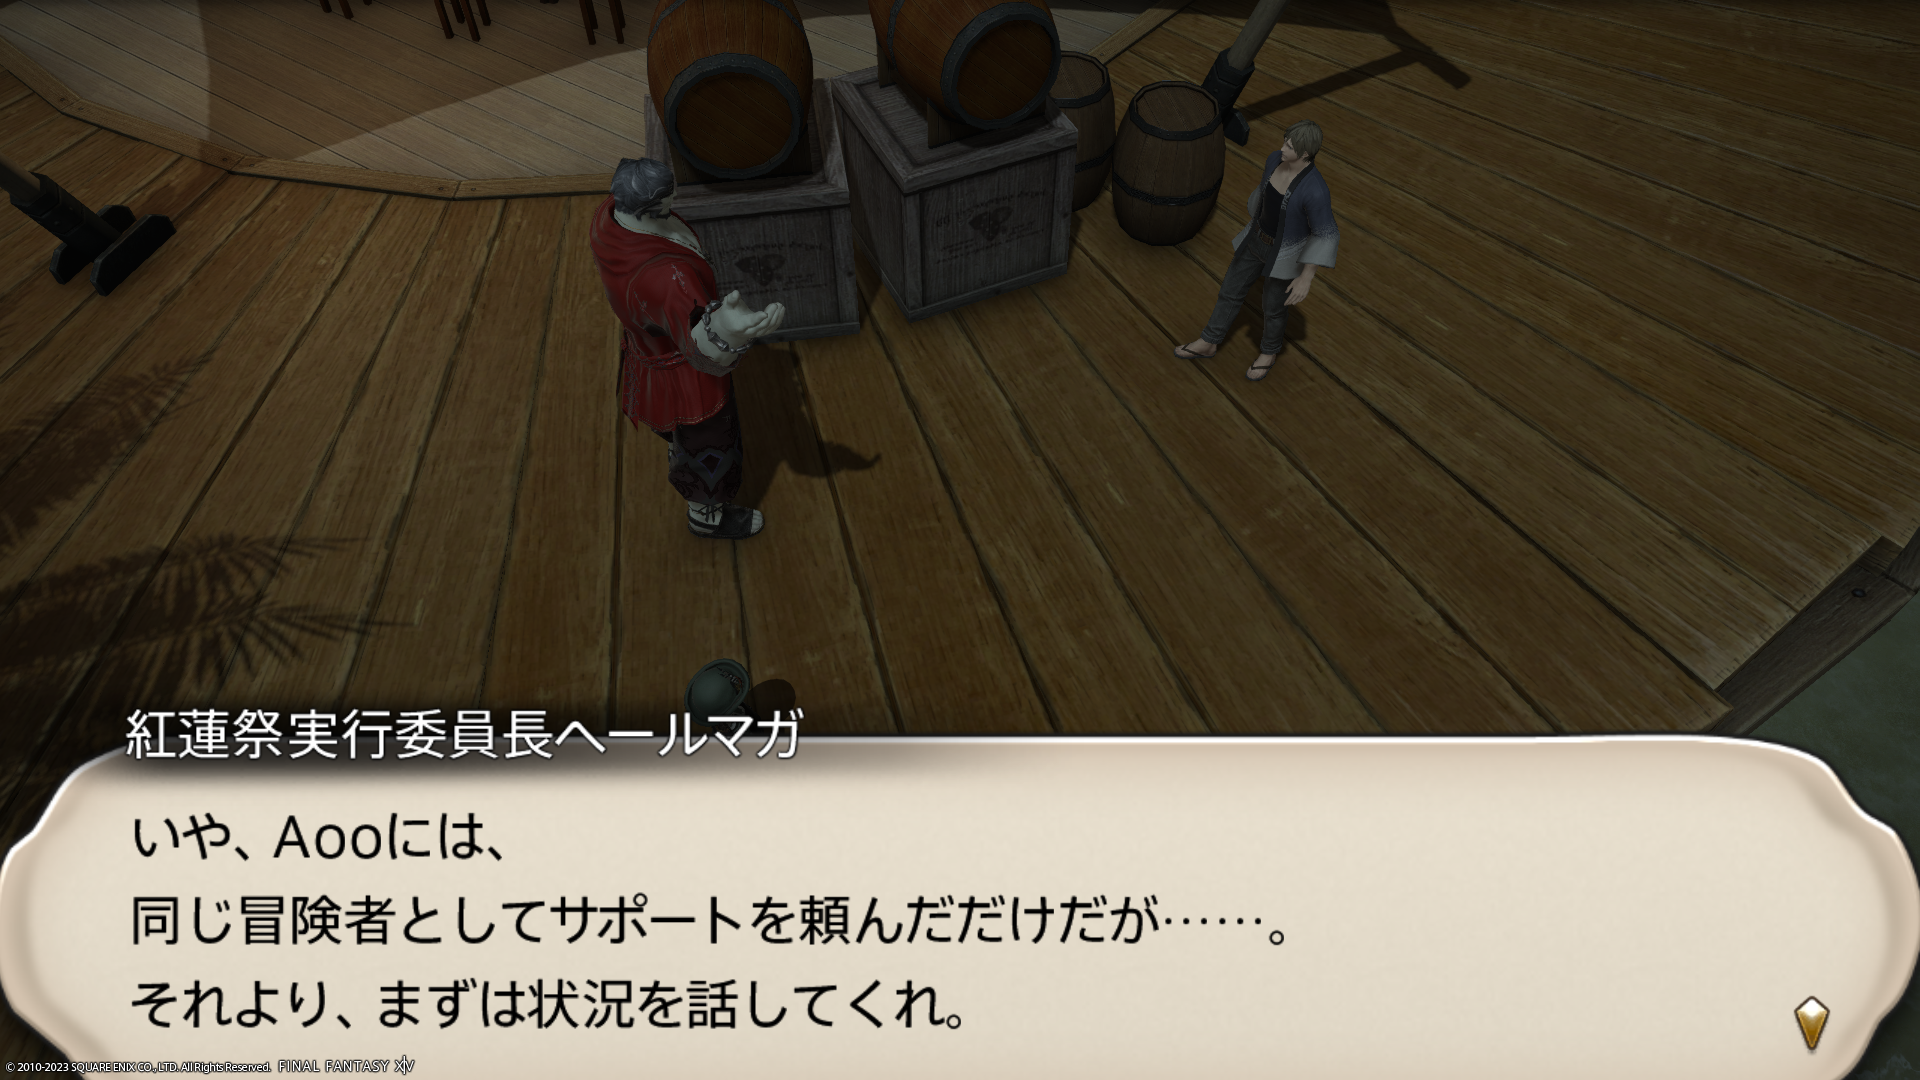 紅蓮祭実行委員長ヘールマガ
いや、Aooには、
同じ冒険者としてサポートを頼んだだけだが……。
それより、まずは状況を話してくれ。
© 2010-2023 SQUARE ENIX CO., LTD. All Rights Reserved. FINAL FANTASY XIV